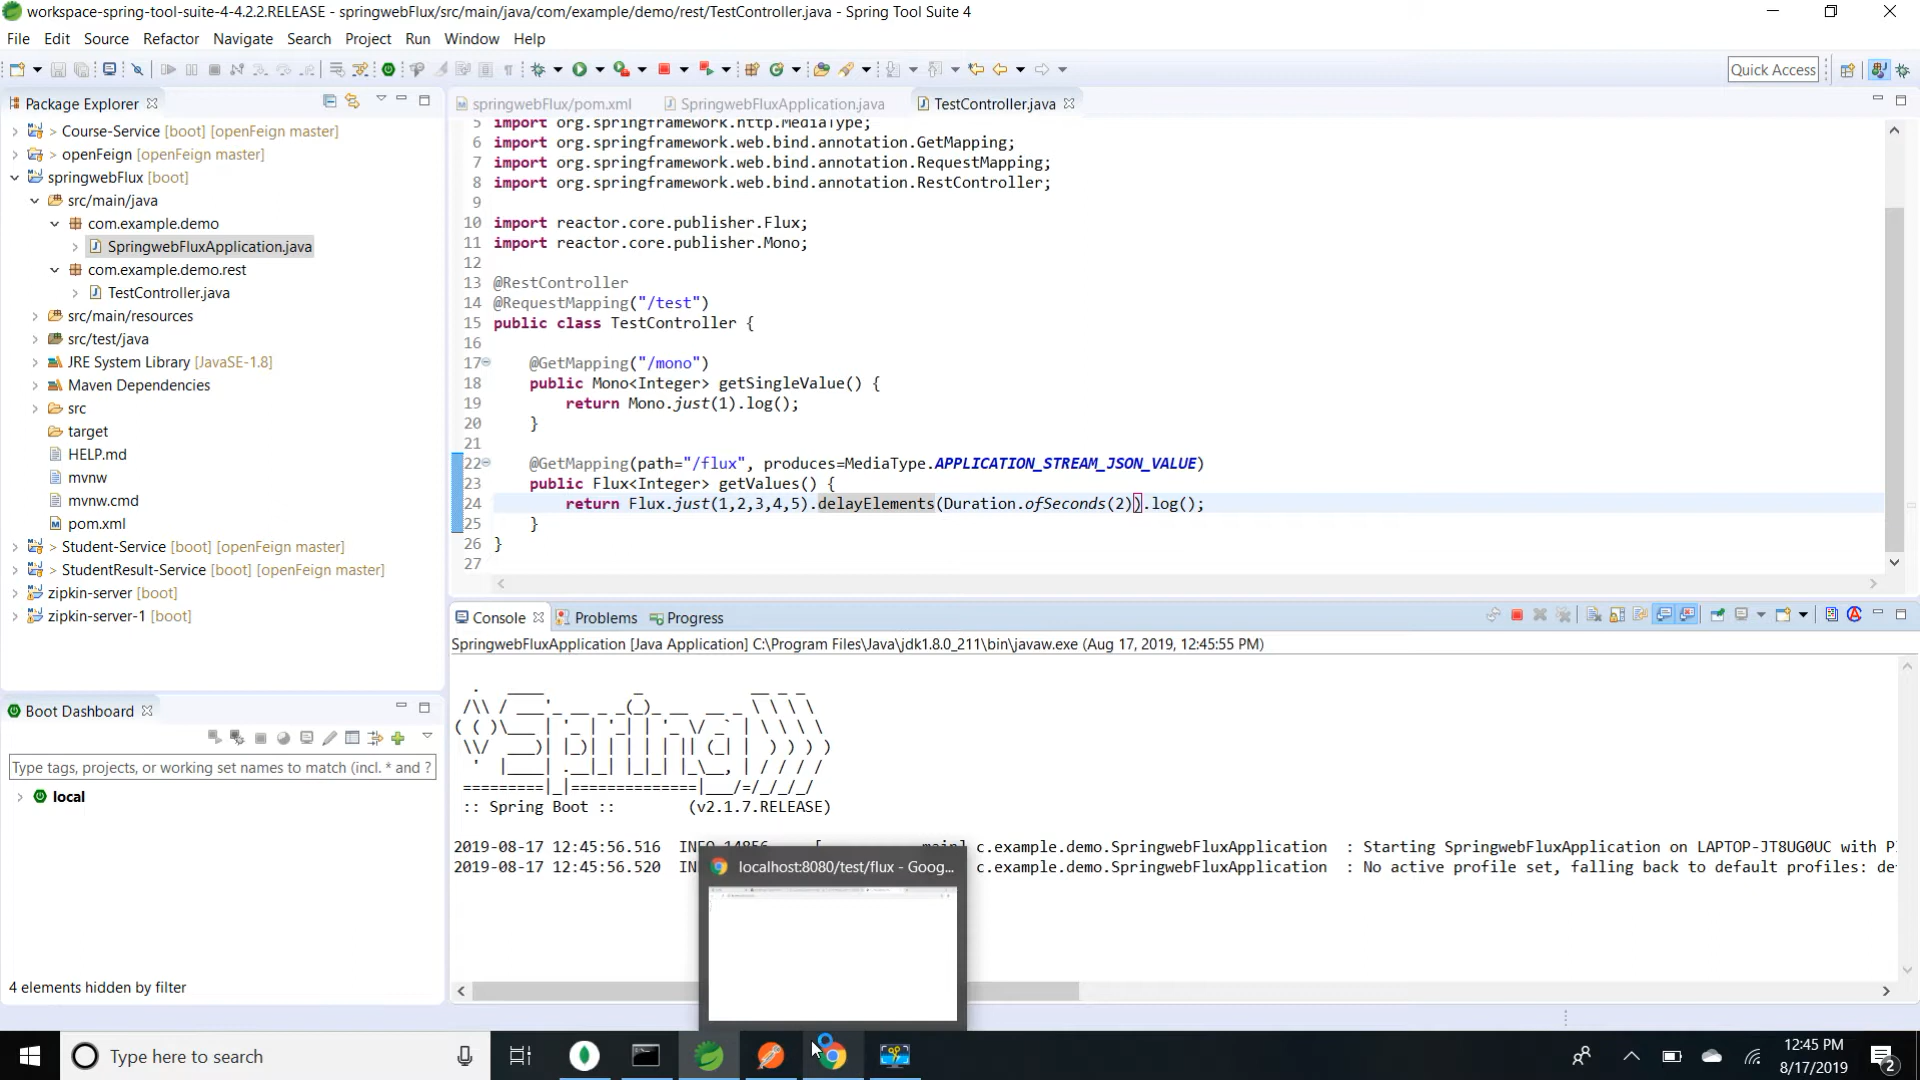 workspace-spring-tool-suite-4-4.2.2.RELEASE - springwebFlux/src/main/java/com/example/demo/rest/TestController.java - Spring Tool Suite 4
File Edit Source Refactor Navigate Search Project Run Window Help
Quick Access
Package Explorer
> Course-Service [boot] [openFeign master]
> openFeign [openFeign master]
springwebFlux [boot]
src/main/java
com.example.demo
SpringwebFluxApplication.java
com.example.demo.rest
TestController.java
src/main/resources
src/test/java
JRE System Library [JavaSE-1.8]
Maven Dependencies
src
target
HELP.md
mvnw
mvnw.cmd
pom.xml
> Student-Service [boot] [openFeign master]
> StudentResult-Service [boot] [openFeign master]
zipkin-server [boot]
zipkin-server-1 [boot]
Boot Dashboard
Type tags, projects, or working set names to match (incl. * and ?
local
4 elements hidden by filter
springwebFlux/pom.xml SpringwebFluxApplication.java TestController.java
5 import org.springframework.http.MediaType;
6 import org.springframework.web.bind.annotation.GetMapping;
7 import org.springframework.web.bind.annotation.RequestMapping;
8 import org.springframework.web.bind.annotation.RestController;
9
10 import reactor.core.publisher.Flux;
11 import reactor.core.publisher.Mono;
12
13 @RestController
14 @RequestMapping("/test")
15 public class TestController {
16
17 @GetMapping("/mono")
18 public Mono<Integer> getSingleValue() {
19 return Mono.just(1).log();
20 }
21
22 @GetMapping(path="/flux", produces=MediaType.APPLICATION_STREAM_JSON_VALUE)
23 public Flux<Integer> getValues() {
24 return Flux.just(1,2,3,4,5).delayElements(Duration.ofSeconds(2)).log();
25 }
26 }
27
Console Problems Progress
SpringwebFluxApplication [Java Application] C:\Program Files\Java\jdk1.8.0_211\bin\javaw.exe (Aug 17, 2019, 12:45:55 PM)
Spring
:: Spring Boot :: (v2.1.7.RELEASE)
2019-08-17 12:45:56.516 INFO 14856 [ main] c.example.demo.SpringwebFluxApplication : Starting SpringwebFluxApplication on LAPTOP-JT8UG0UC with P
2019-08-17 12:45:56.520 c.example.demo.SpringwebFluxApplication : No active profile set, falling back to default profiles: de
localhost:8080/test/flux - Goog...
Type here to search
12:45 PM
8/17/2019
2